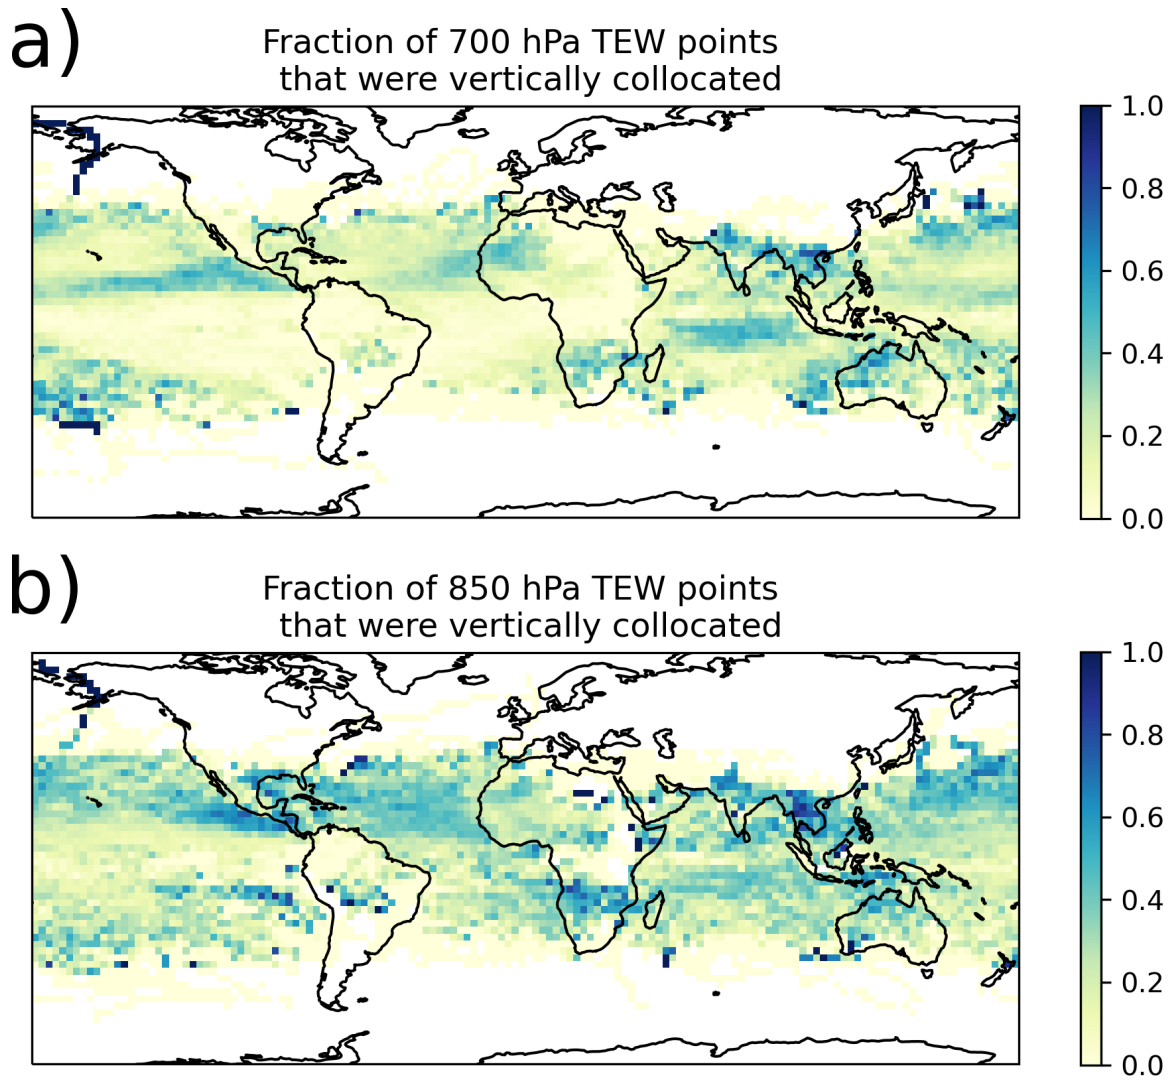 a)
Fraction of 700 hPa TEW points
that were vertically collocated
1.0
0.8
0.6
0.4
0.2
0.0
b)
Fraction of 850 hPa TEW points
that were vertically collocated
1.0
0.8
0.6
0.4
0.2
0.0